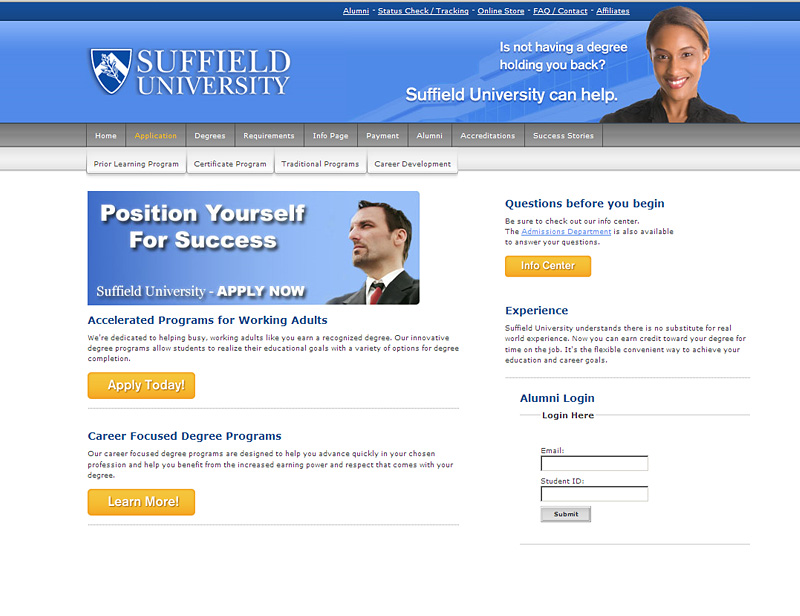 Alumni - Status Check / Tracking - Online Store - FAQ / Contact - Affiliates
SUFFIELD
UNIVERSITY
Is not having a degree
holding you back?
Suffield University can help.
Home Application Degrees Requirements Info Page Payment Alumni Accreditations Success Stories
Prior Learning Program Certificate Program Traditional Programs Career Development
Position Yourself
For Success
Suffield University - APPLY NOW
Accelerated Programs for Working Adults
We're dedicated to helping busy, working adults like you earn a recognized degree. Our innovative
degree programs allow students to realize their educational goals with a variety of options for degree
completion.
Apply Today!
Career Focused Degree Programs
Our career focused degree programs are designed to help you advance quickly in your chosen
profession and help you benefit from the increased earning power and respect that comes with your
degree.
Learn More!
Questions before you begin
Be sure to check out our info center.
The Admissions Department is also available
to answer your questions.
Info Center
Experience
Suffield University understands there is no substitute for real
world experience. Now you can earn credit toward your degree for
time on the job. It's the flexible convenient way to achieve your
education and career goals.
Alumni Login
Login Here
Email:
Student ID:
Submit